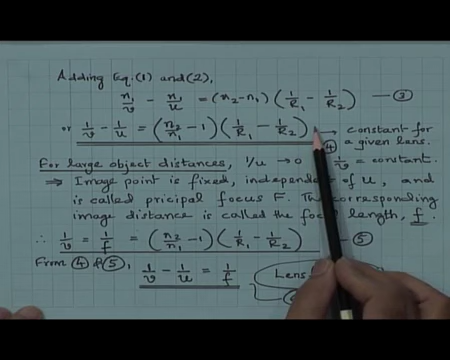 Adding Eq.(1) and (2),
n₁/v - n₁/u = (n₂-n₁) (1/R₁ - 1/R₂) — ③
or 1/v - 1/u = (n₂/n₁ - 1) (1/R₁ - 1/R₂) → constant for
④ a given lens.
For large object distances, 1/u → 0 1/v = constant.
⇒ Image point is fixed, independent of u, and
is called pricipal focus F. The corresponding
image distance is called the focal length, f.
∴ 1/v = 1/f = (n₂/n₁ - 1) (1/R₁ - 1/R₂) — ⑤
From ④ & ⑤, 1/v - 1/u = 1/f Lens